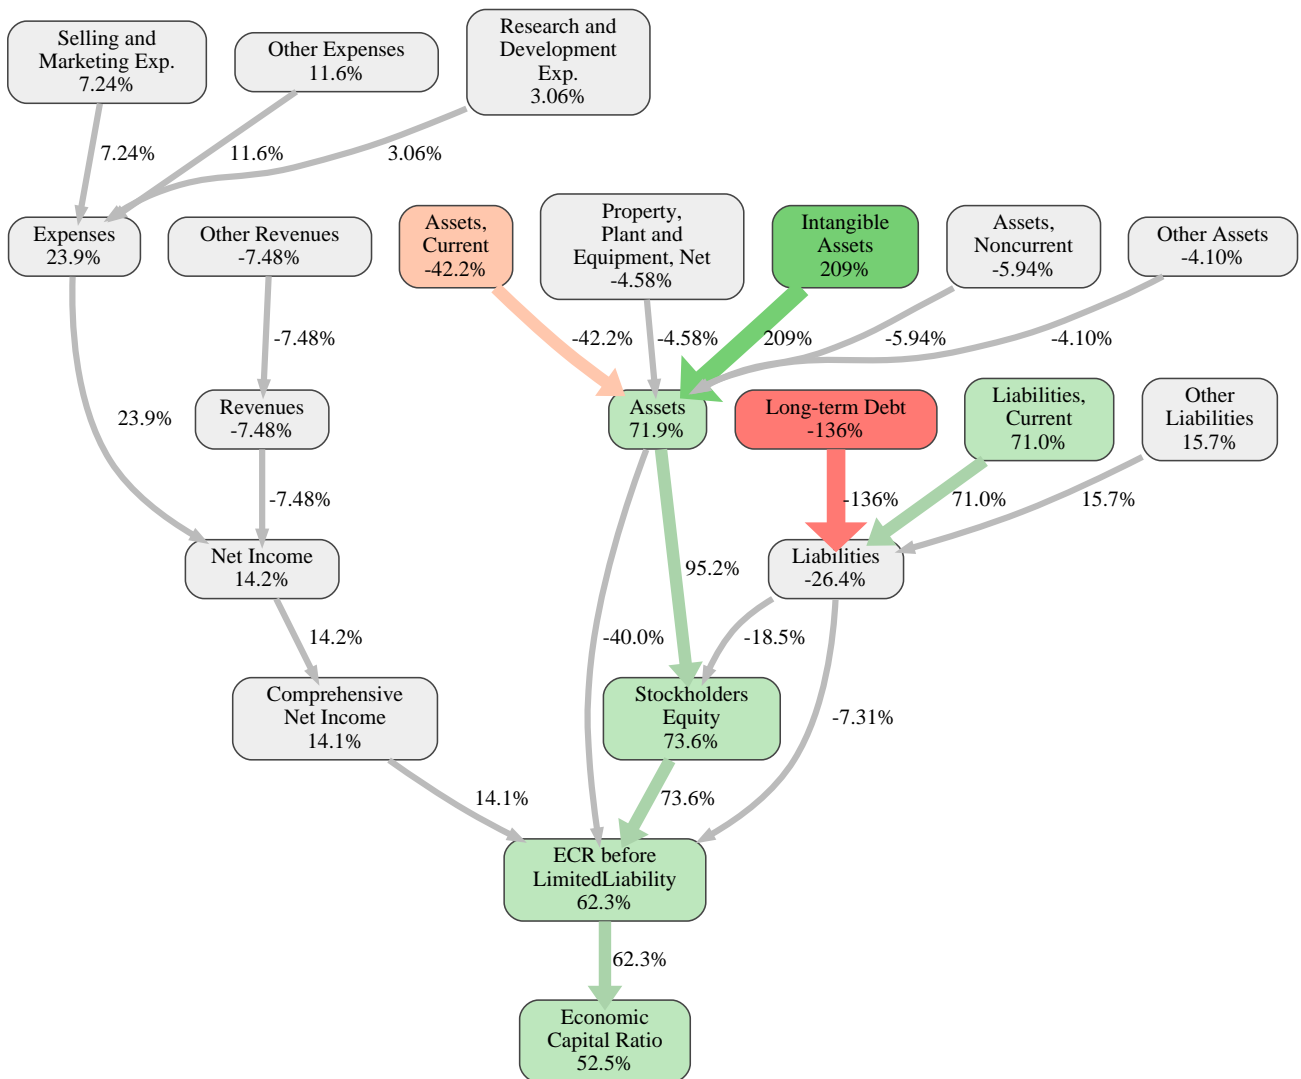 Selling and
Marketing Exp.
7.24%
Other Expenses
11.6%
Research and
Development
Exp.
3.06%
7.24%
11.6%
3.06%
Expenses
23.9%
Other Revenues
-7.48%
Assets,
Current
-42.2%
Property,
Plant and
Equipment, Net
-4.58%
Intangible
Assets
209%
Assets,
Noncurrent
-5.94%
Other Assets
-4.10%
-7.48%
-42.2%
-4.58%
209%
-5.94%
-4.10%
23.9%
Revenues
-7.48%
Assets
71.9%
Long-term Debt
-136%
Liabilities,
Current
71.0%
Other
Liabilities
15.7%
-7.48%
-136%
71.0%
15.7%
Net Income
14.2%
95.2%
Liabilities
-26.4%
14.2%
-40.0%
-18.5%
Comprehensive
Net Income
14.1%
Stockholders
Equity
73.6%
-7.31%
14.1%
73.6%
ECR before
LimitedLiability
62.3%
62.3%
Economic
Capital Ratio
52.5%